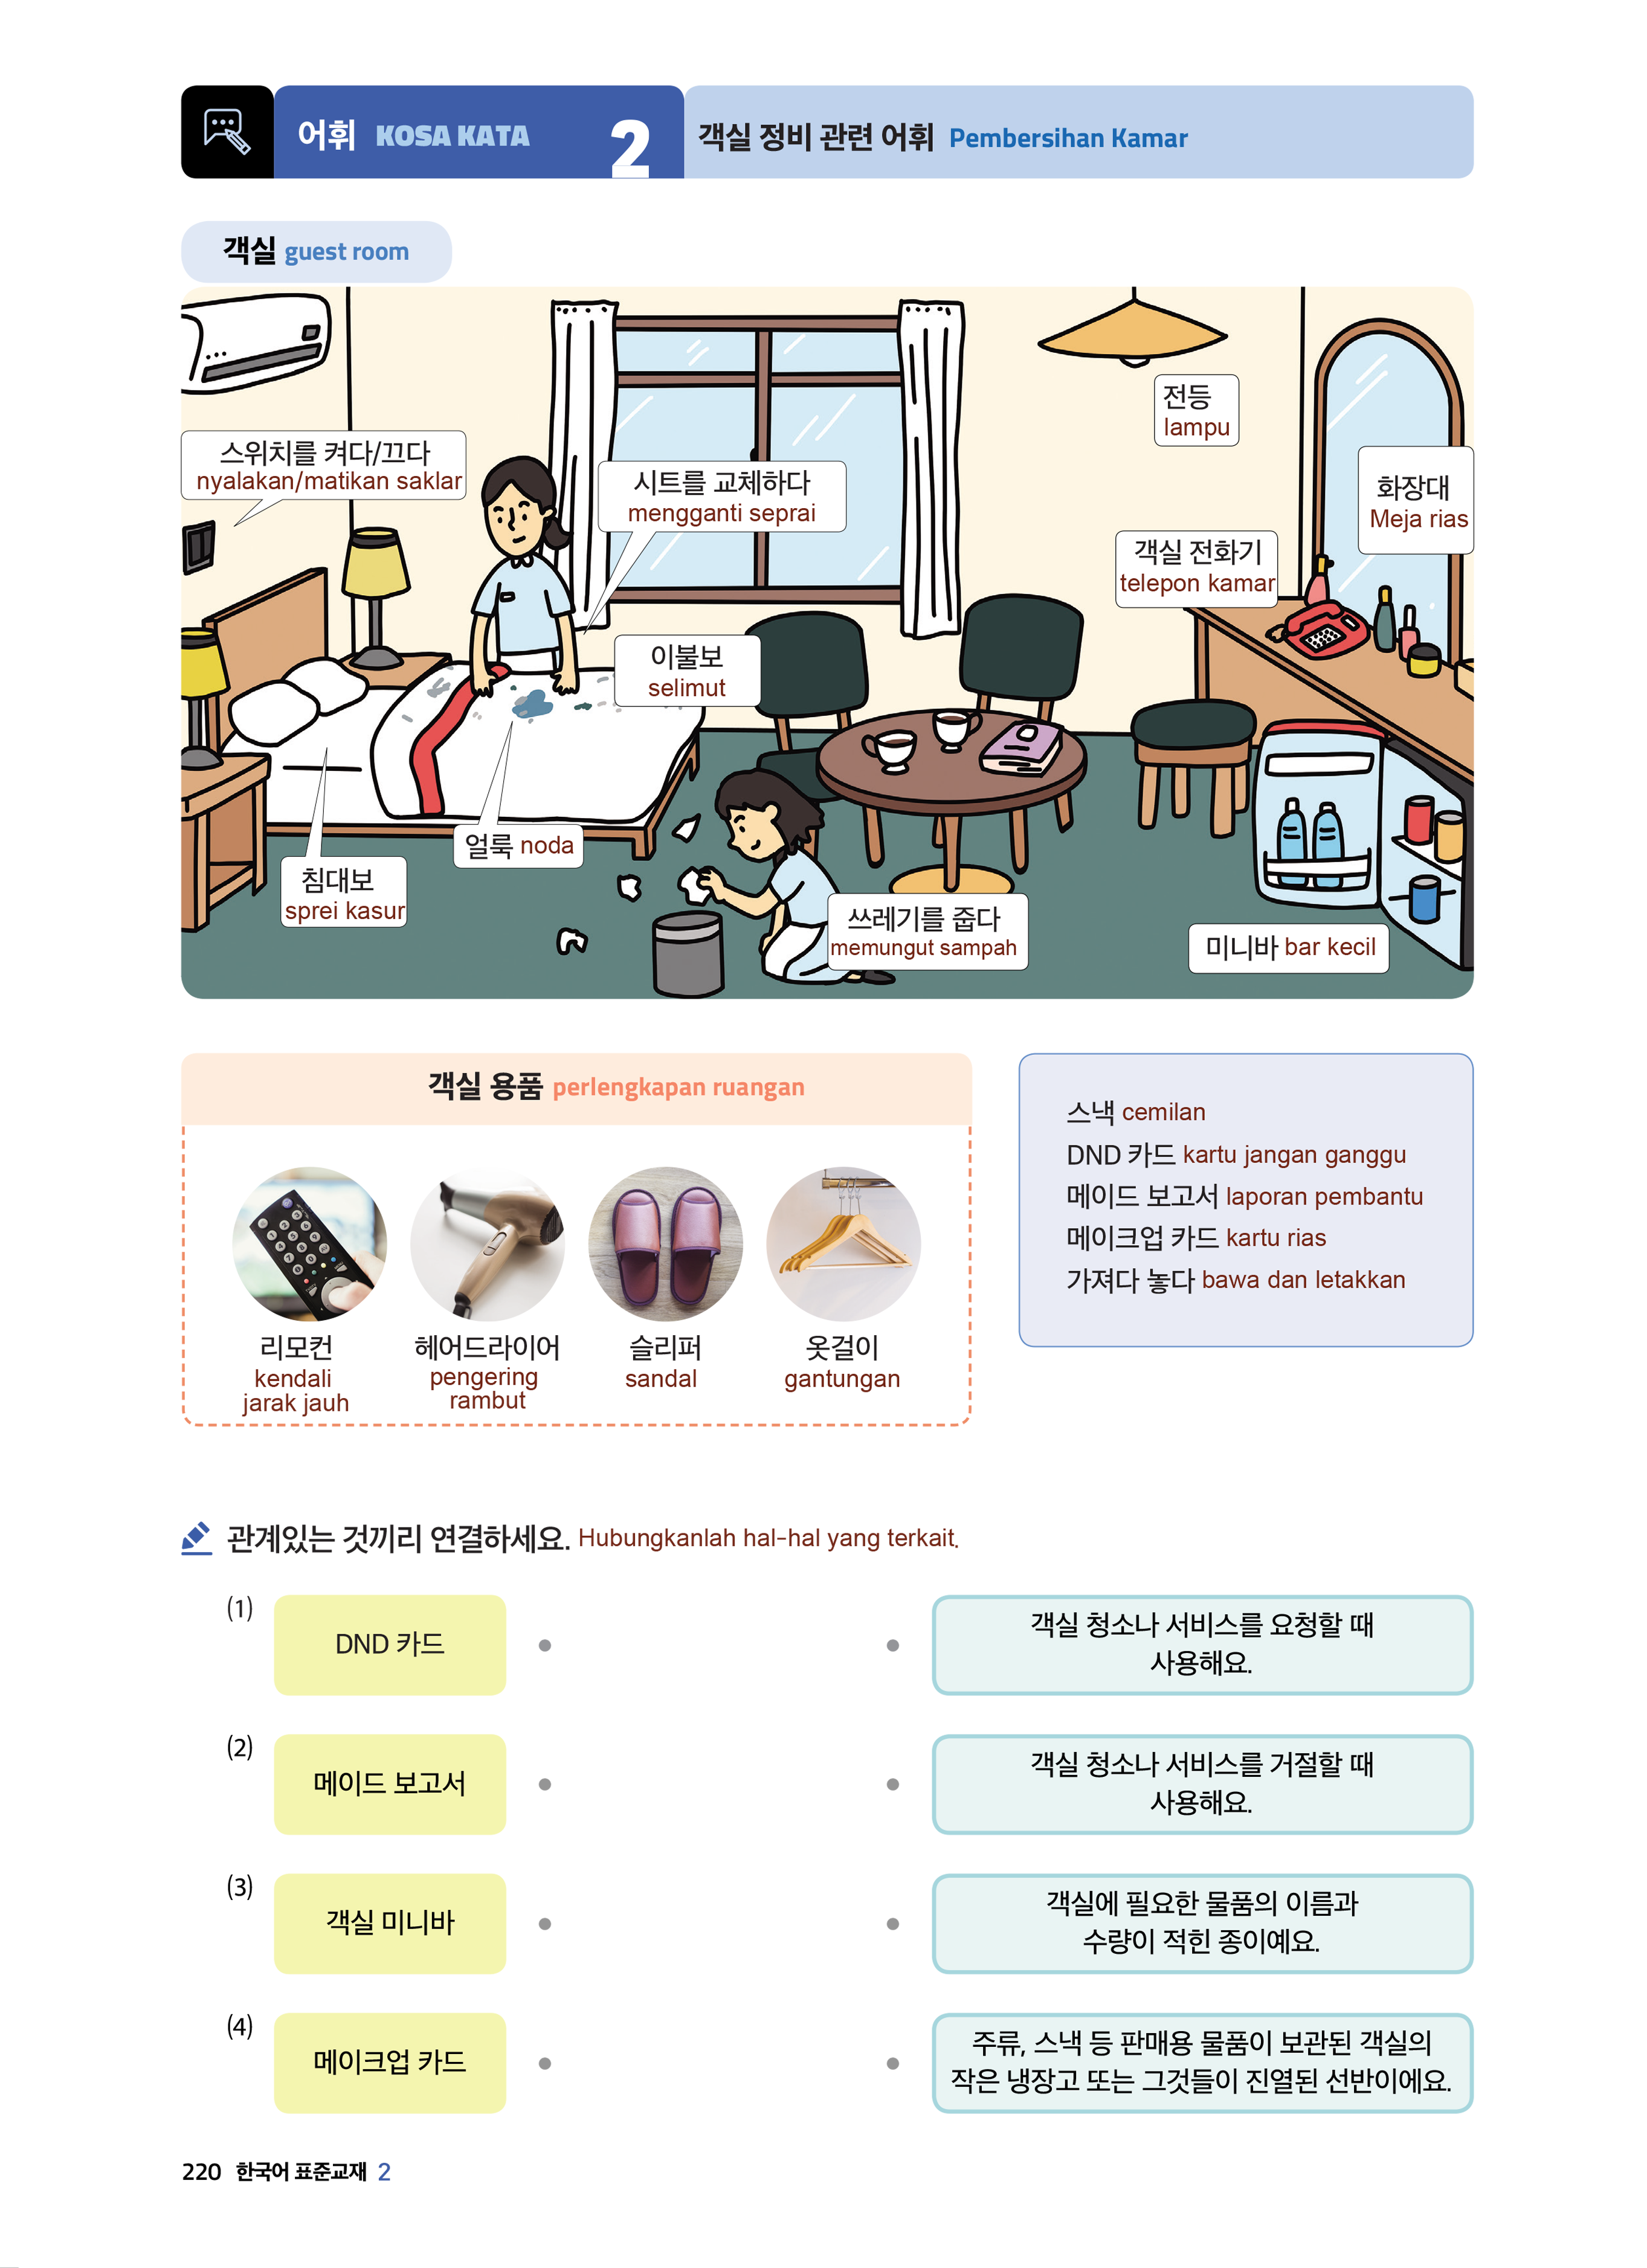 어휘 KOSA KATA 2 객실 정비 관련 어휘 Pembersihan Kamar
객실 guest room
전등
lampu
스위치를 켜다/끄다
nyalakan/matikan saklar
시트를 교체하다
mengganti seprai
화장대
Meja rias
객실 전화기
telepon kamar
이불보
selimut
얼룩 noda
침대보
sprei kasur
쓰레기를 줍다
memungut sampah
미니바 bar kecil
객실 용품 perlengkapan ruangan
리모컨
kendali
jarak jauh
헤어드라이어
pengering
rambut
슬리퍼
sandal
옷걸이
gantungan
스낵 cemilan
DND 카드 kartu jangan ganggu
메이드 보고서 laporan pembantu
메이크업 카드 kartu rias
가져다 놓다 bawa dan letakkan
관계있는 것끼리 연결하세요. Hubungkanlah hal-hal yang terkait.
(1) DND 카드
객실 청소나 서비스를 요청할 때
사용해요.
(2) 메이드 보고서
객실 청소나 서비스를 거절할 때
사용해요.
(3) 객실 미니바
객실에 필요한 물품의 이름과
수량이 적힌 종이예요.
(4) 메이크업 카드
주류, 스낵 등 판매용 물품이 보관된 객실의
작은 냉장고 또는 그것들이 진열된 선반이에요.
220 한국어 표준교재 2